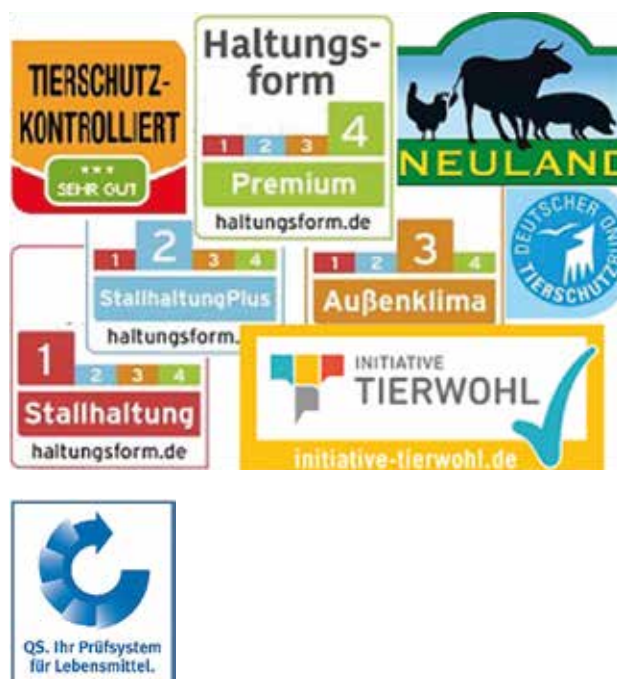 TIERSCHUTZ-
KONTROLLIERT
SEHR GUT
Haltungs-
form
1 2 3 4
Premium
haltungsform.de
NEULAND
DEUTSCHER
TIERSCHUTZB
1 2 3 4
StallhaltungPlus
haltungsform.
1 2 3 4
Außenklima
1 2 3 4
Stallhaltung
haltungsform.de
INITIATIVE
TIERWOHL
initiative-tierwohl.de
QS. Ihr Prüfsystem
für Lebensmittel.